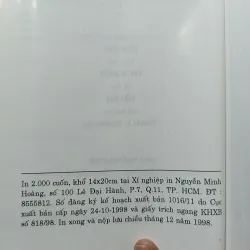 In 2.000 cuốn, khổ 14x20cm tại Xí nghiệp in Nguyễn Minh
Hoàng, số 100 Lê Đại Hành, P.7, Q.11, TP. HCM. ĐT :
8555812. Số đăng ký kế hoạch xuất bản 1016/11 do Cục
xuất bản cấp ngày 24-10-1998 và giấy trích ngang KHXB
số 818/98. In xong và nộp lưu chiểu tháng 12 năm 1998.